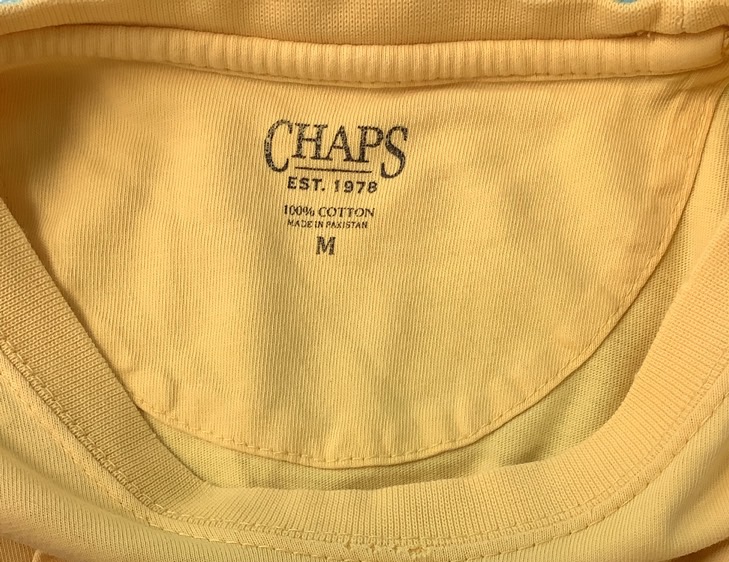 CHAPS
EST. 1978
100% COTTON
MADE IN PAKISTAN
M